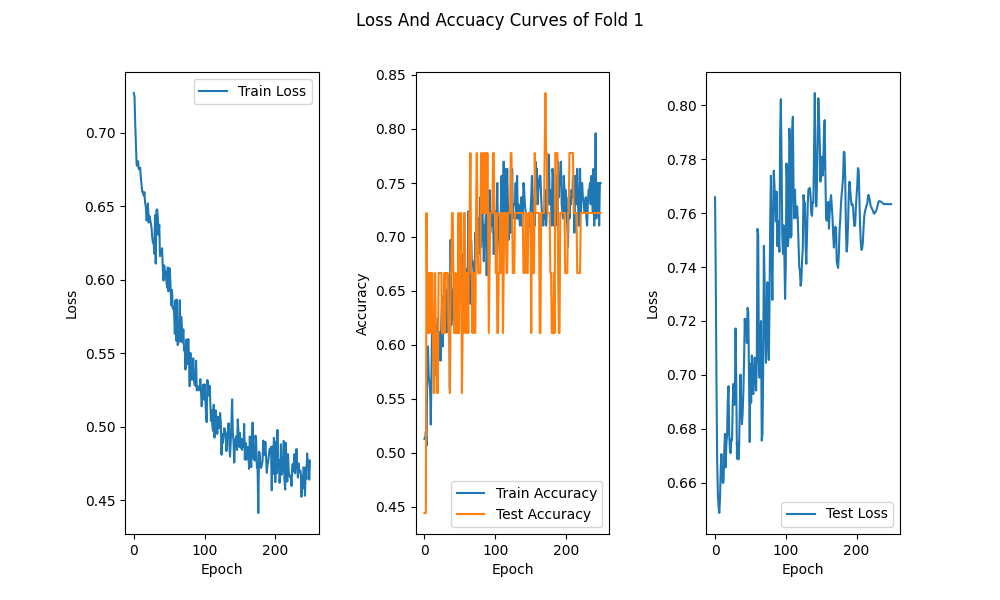 Loss And Accuacy Curves of Fold 1
Train Loss
0.70
0.65
0.60
0.55
0.50
0.45
Loss
0 100 200
Epoch
0.85
0.80
0.75
0.70
0.65
0.60
0.55
0.50
0.45
Accuracy
Train Accuracy
Test Accuracy
0 100 200
Epoch
0.80
0.78
0.76
0.74
0.72
0.70
0.68
0.66
Loss
Test Loss
0 100 200
Epoch